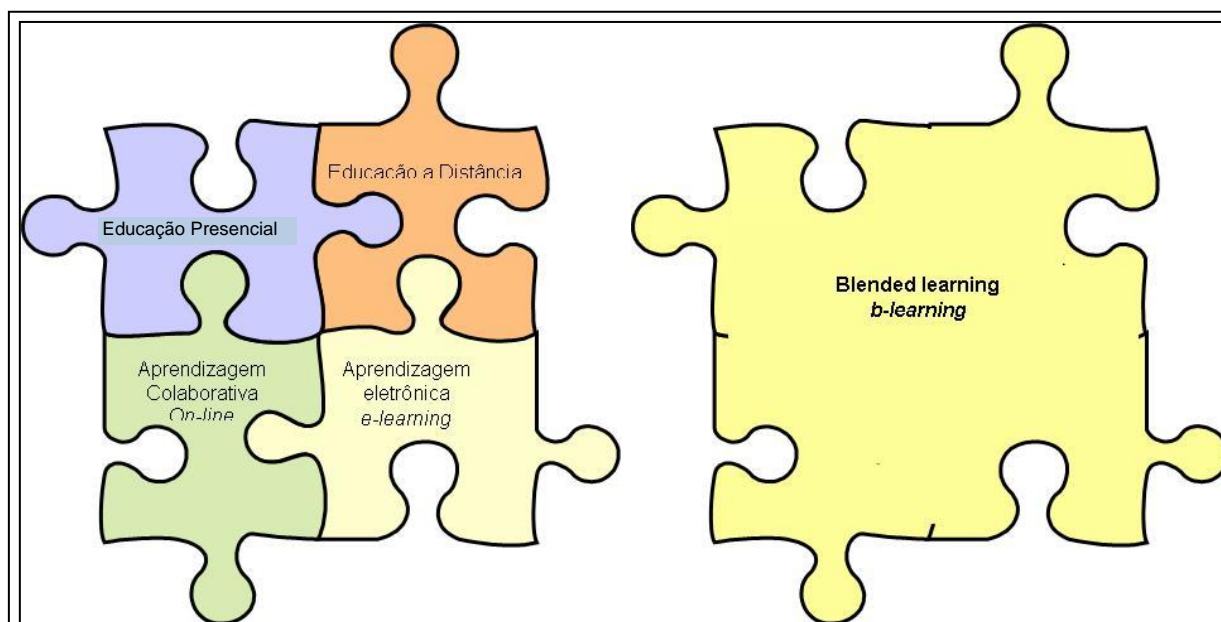 Educação a Distância
Educação Presencial
Aprendizagem
Colaborativa
On-line
Aprendizagem
eletrônica
e-learning
Blended learning
b-learning